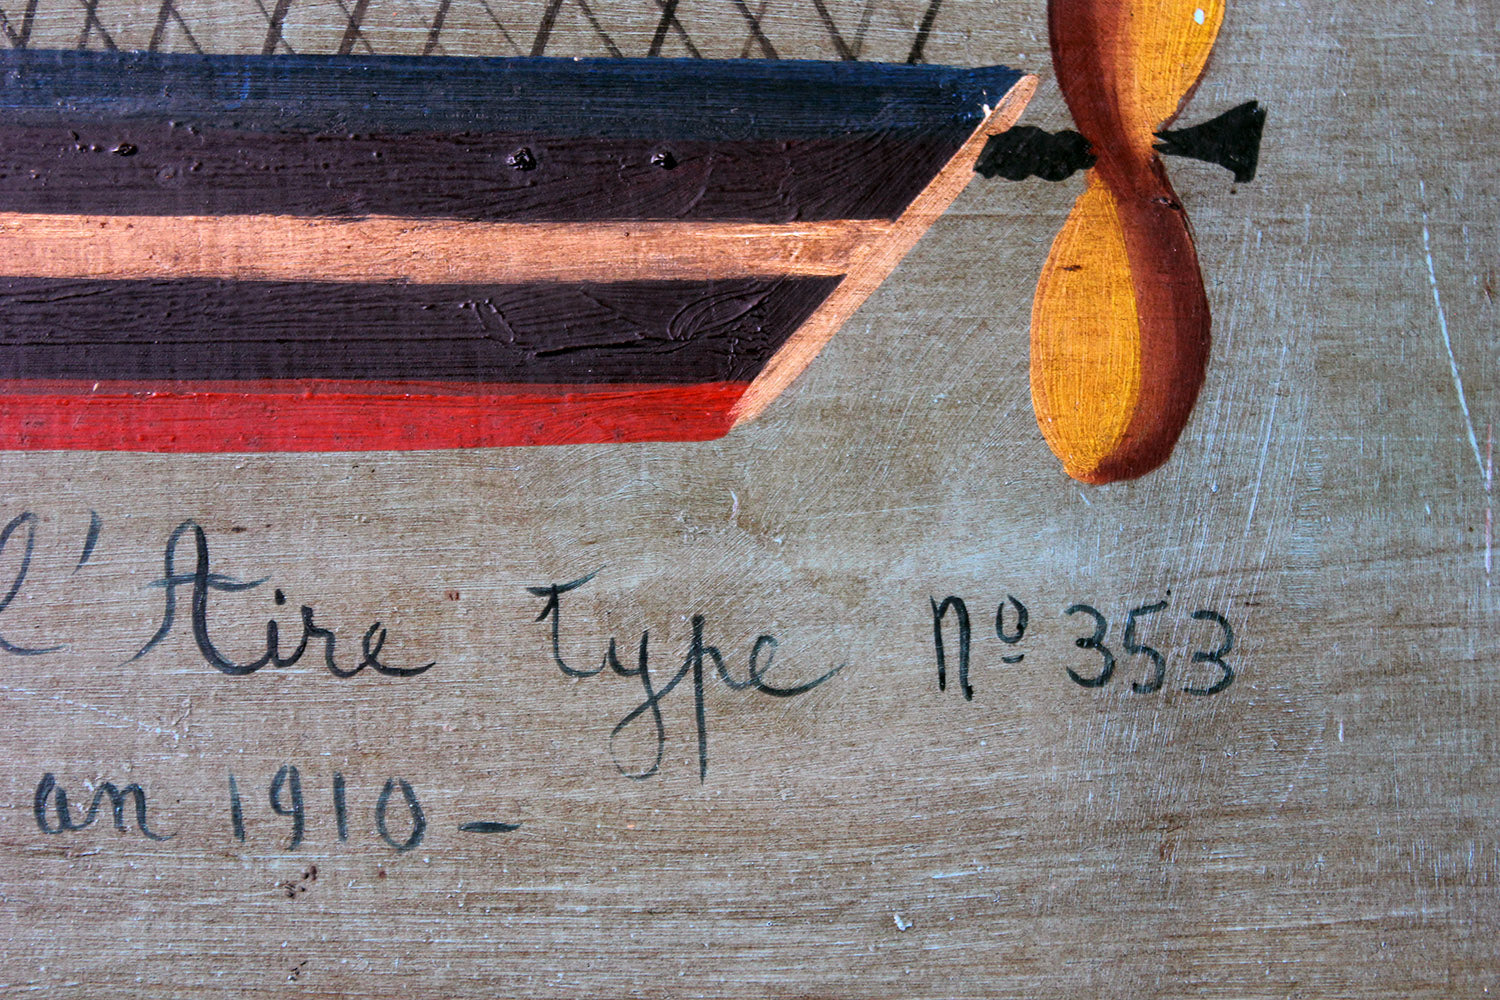 l'Aire type nº 353
an 1910 -